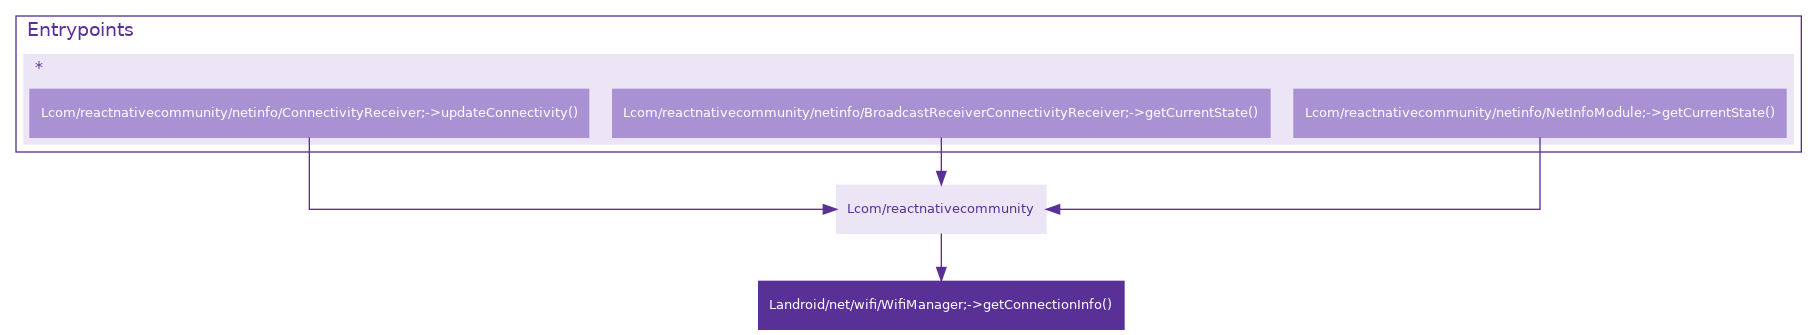 Entrypoints
*
Lcom/reactnativecommunity/netinfo/ConnectivityReceiver;->updateConnectivity()
Lcom/reactnativecommunity/netinfo/BroadcastReceiverConnectivityReceiver;->getCurrentState()
Lcom/reactnativecommunity/netinfo/NetInfoModule;->getCurrentState()
Lcom/reactnativecommunity
Landroid/net/wifi/WifiManager;->getConnectionInfo()